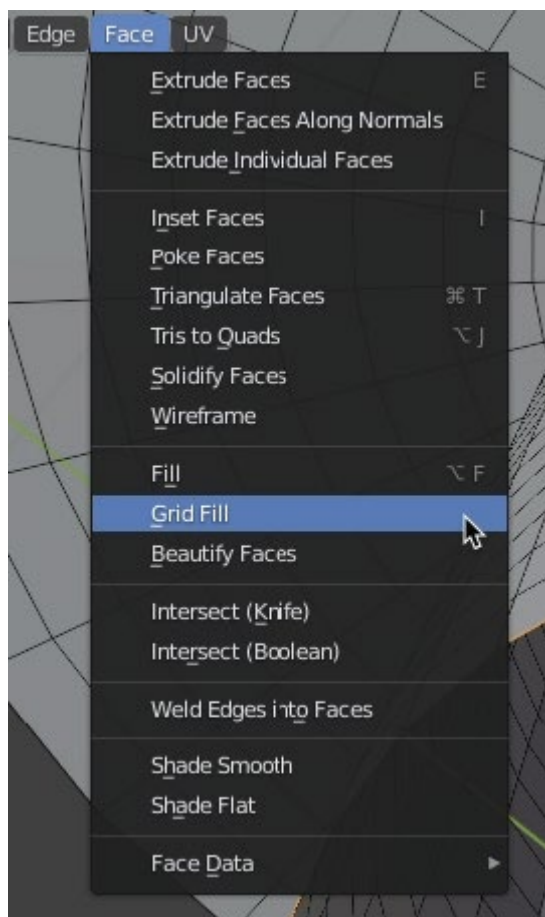 Edge Face UV
Extrude Faces E
Extrude Faces Along Normals
Extrude Individual Faces
Inset Faces I
Poke Faces
Triangulate Faces ⌘ T
Tris to Quads ⌥ J
Solidify Faces
Wireframe
Fill ⌥ F
Grid Fill
Beautify Faces
Intersect (Knife)
Intersect (Boolean)
Weld Edges into Faces
Shade Smooth
Shade Flat
Face Data